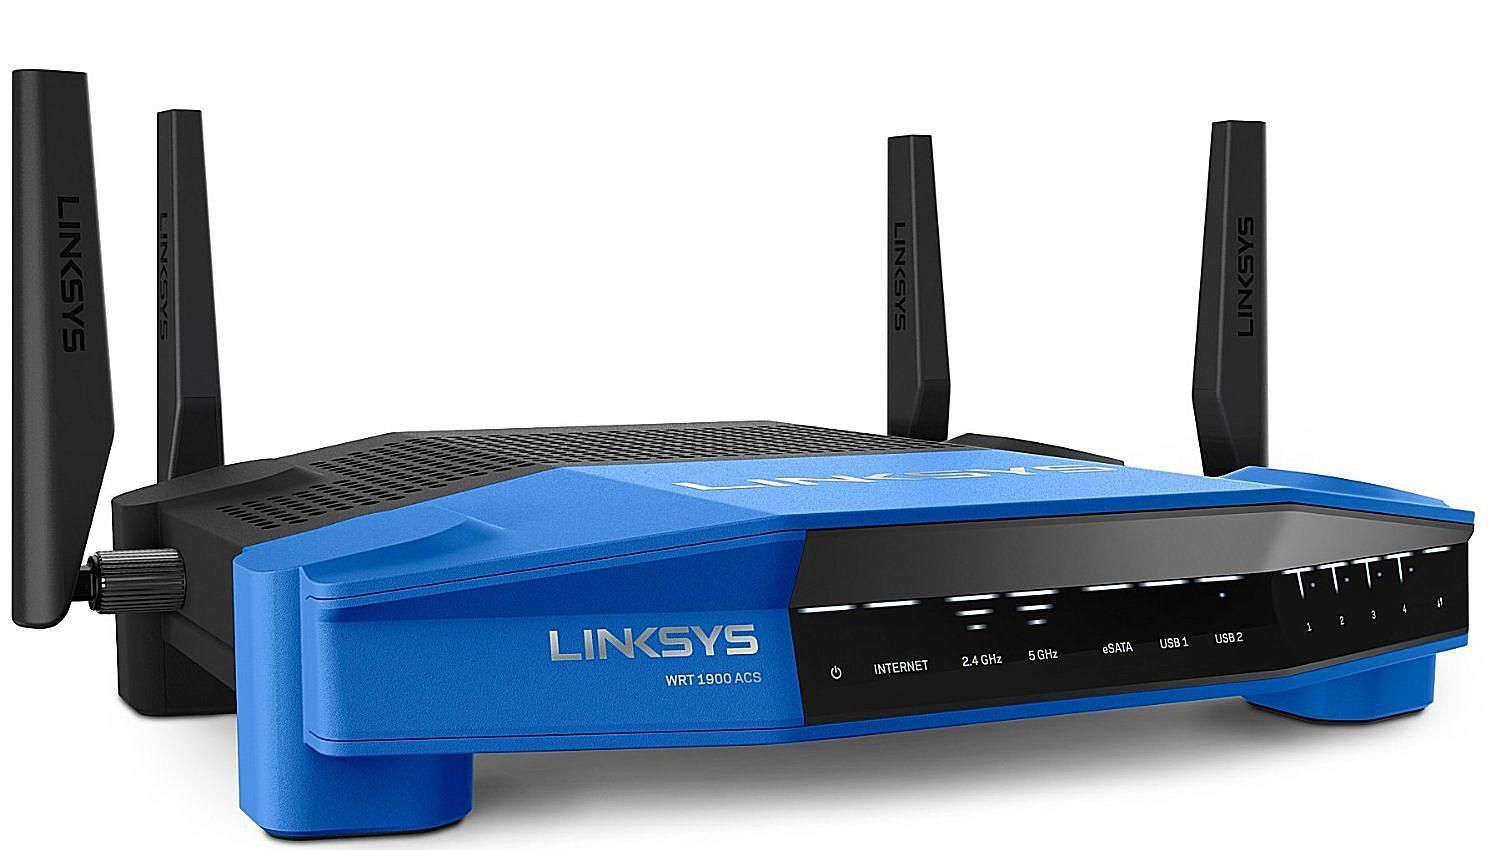 LINKSYS
LINKSYS
LINKSYS
LINKSYS
LINKSYS
LINKSYS
WRT 1900 ACS
INTERNET
2.4 GHz
5 GHz
eSATA
USB 1
USB 2
1
2
3
4